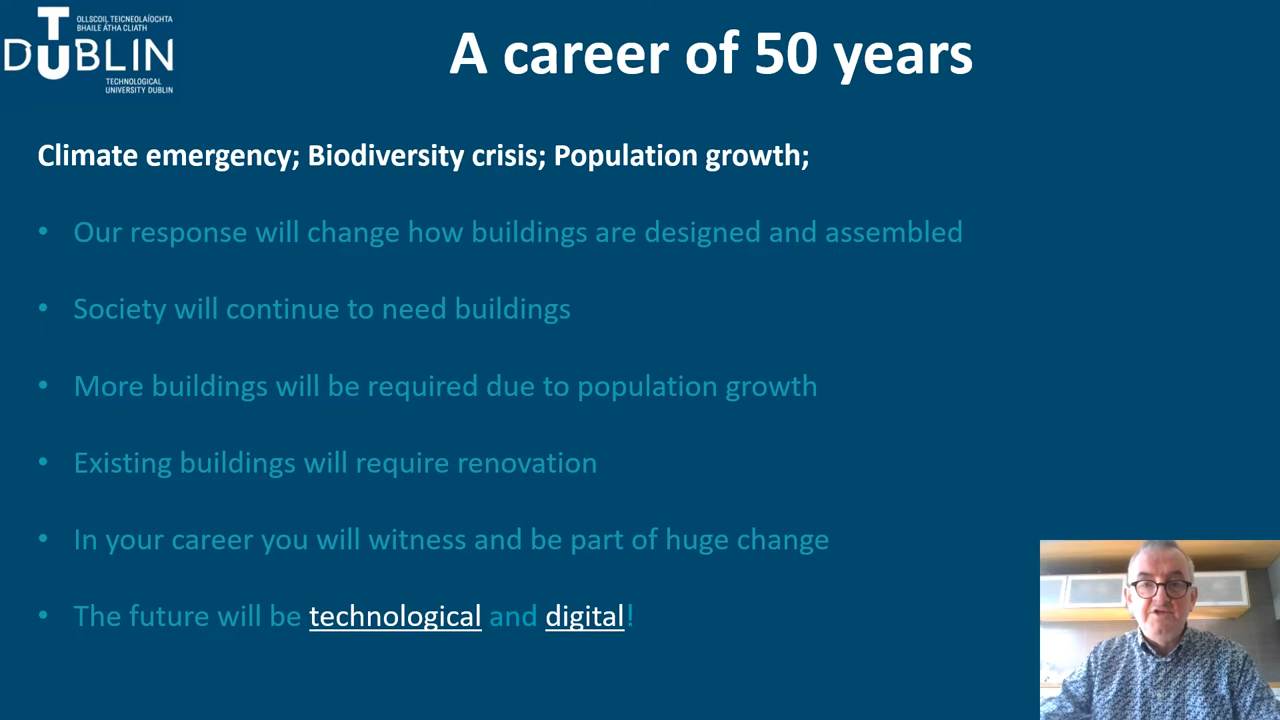 OLLSCOIL TEICNEOLAÍOCHTA
BHAILE ÁTHA CLIATH
TU DUBLIN
TECHNOLOGICAL
UNIVERSITY DUBLIN
A career of 50 years
Climate emergency; Biodiversity crisis; Population growth;
• Our response will change how buildings are designed and assembled
• Society will continue to need buildings
• More buildings will be required due to population growth
• Existing buildings will require renovation
• In your career you will witness and be part of huge change
• The future will be technological and digital!